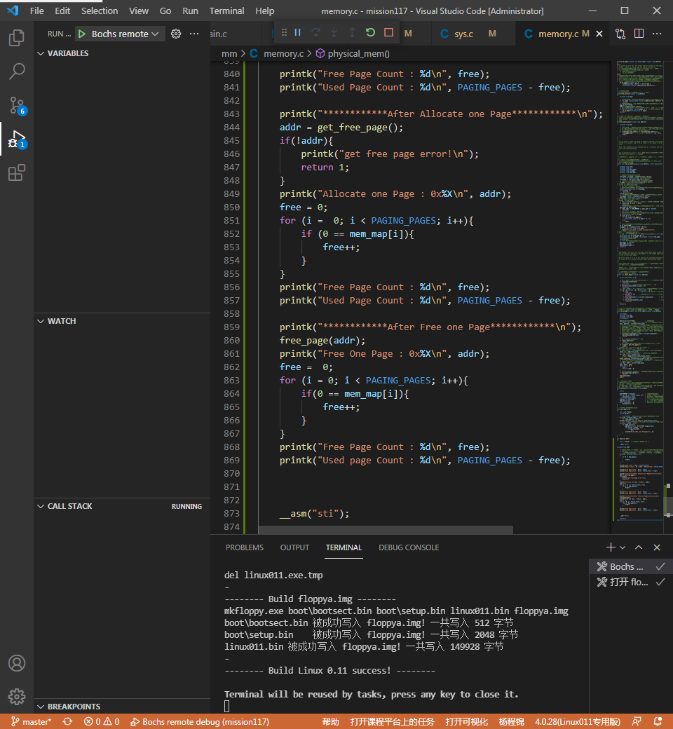 File Edit Selection View Go Run Terminal Help memory.c - mission117 - Visual Studio Code [Administrator]
RUN ... Bochs remote ain.c M sys.c M memory.c M
mm > memory.c > physical_mem()
VARIABLES
840 printk("Free Page Count : %d\n", free);
841 printk("Used Page Count : %d\n", PAGING_PAGES - free);
842
843 printk("************After Allocate one Page************\n");
844 addr = get_free_page();
845 if(!addr){
846 printk("get free page error!\n");
847 return 1;
848 }
849 printk("Allocate one Page : 0x%X\n", addr);
850 free = 0;
851 for (i =  0; i < PAGING_PAGES; i++){
852 if (0 == mem_map[i]){
853 free++;
854 }
855 }
856 printk("Free Page Count : %d\n", free);
857 printk("Used Page Count : %d\n", PAGING_PAGES - free);
858
859 printk("************After Free one Page************\n");
860 free_page(addr);
861 printk("Free One Page : 0x%X\n", addr);
862 free =  0;
863 for (i = 0; i < PAGING_PAGES; i++){
864 if(0 == mem_map[i]){
865 free++;
866 }
867 }
868 printk("Free Page Count : %d\n", free);
869 printk("Used page Count : %d\n", PAGING_PAGES - free);
870
871
872
873 __asm("sti");
874
WATCH
CALL STACK RUNNING
BREAKPOINTS
6
1
PROBLEMS OUTPUT TERMINAL DEBUG CONSOLE
Bochs ...
打开 flo...
del linux011.exe.tmp
-
-------- Build floppya.img --------
mkfloppy.exe boot\bootsect.bin boot\setup.bin linux011.bin floppya.img
boot\bootsect.bin 被成功写入 floppya.img! 一共写入 512 字节
boot\setup.bin 被成功写入 floppya.img! 一共写入 2048 字节
linux011.bin 被成功写入 floppya.img! 一共写入 149928 字节
-
-------- Build Linux 0.11 success! --------
Terminal will be reused by tasks, press any key to close it.
master* 0 0 Bochs remote debug (mission117) 帮助 打开课程平台上的任务 打开可视化 杨程锦 4.0.28(Linux011专用版)